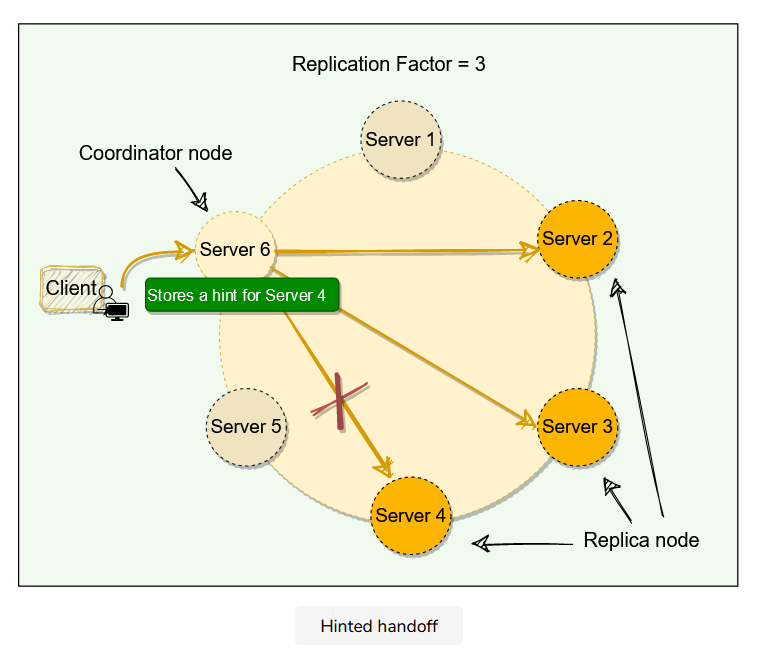 Replication Factor = 3
Server 1
Coordinator node
Server 6
Server 2
Client
Stores a hint for Server 4
Server 5
Server 3
Server 4
Replica node
Hinted handoff